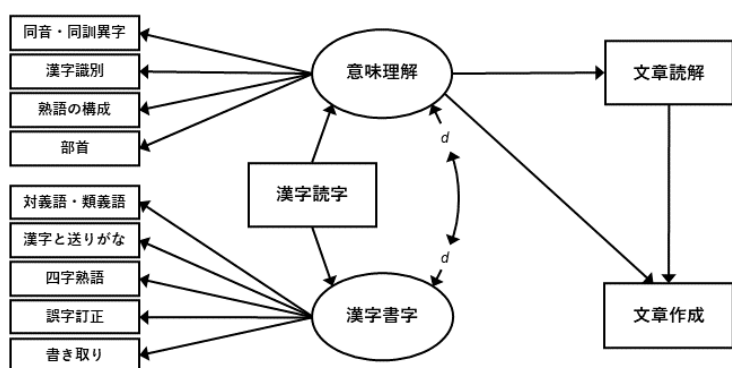 同音・同訓異字
漢字識別
熟語の構成
部首
対義語・類義語
漢字と送りがな
四字熟語
誤字訂正
書き取り
意味理解
漢字読字
漢字書字
d
d
文章読解
文章作成